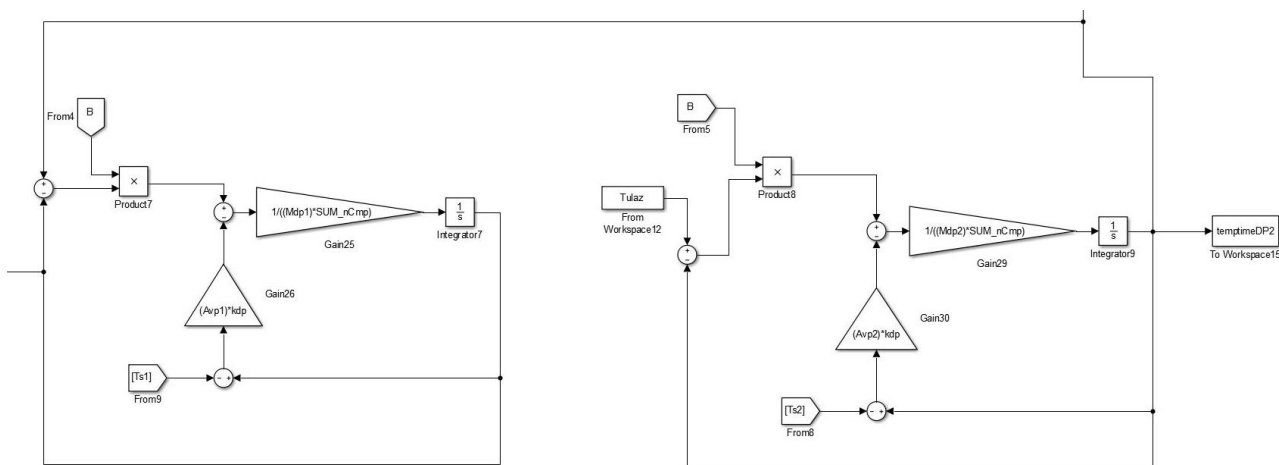 B
From4
×
Product7
1/((Mdp1)*SUM_nCmp)
Gain25
1
s
Integrator7
(Avp1)*kdp
Gain26
[Ts1]
From9
B
From5
×
Product8
Tulaz
From
Workspace12
1/((Mdp2)*SUM_nCmp)
Gain29
1
s
Integrator9
temptimeDP2
To Workspace15
(Avp2)*kdp
Gain30
[Ts2]
From8